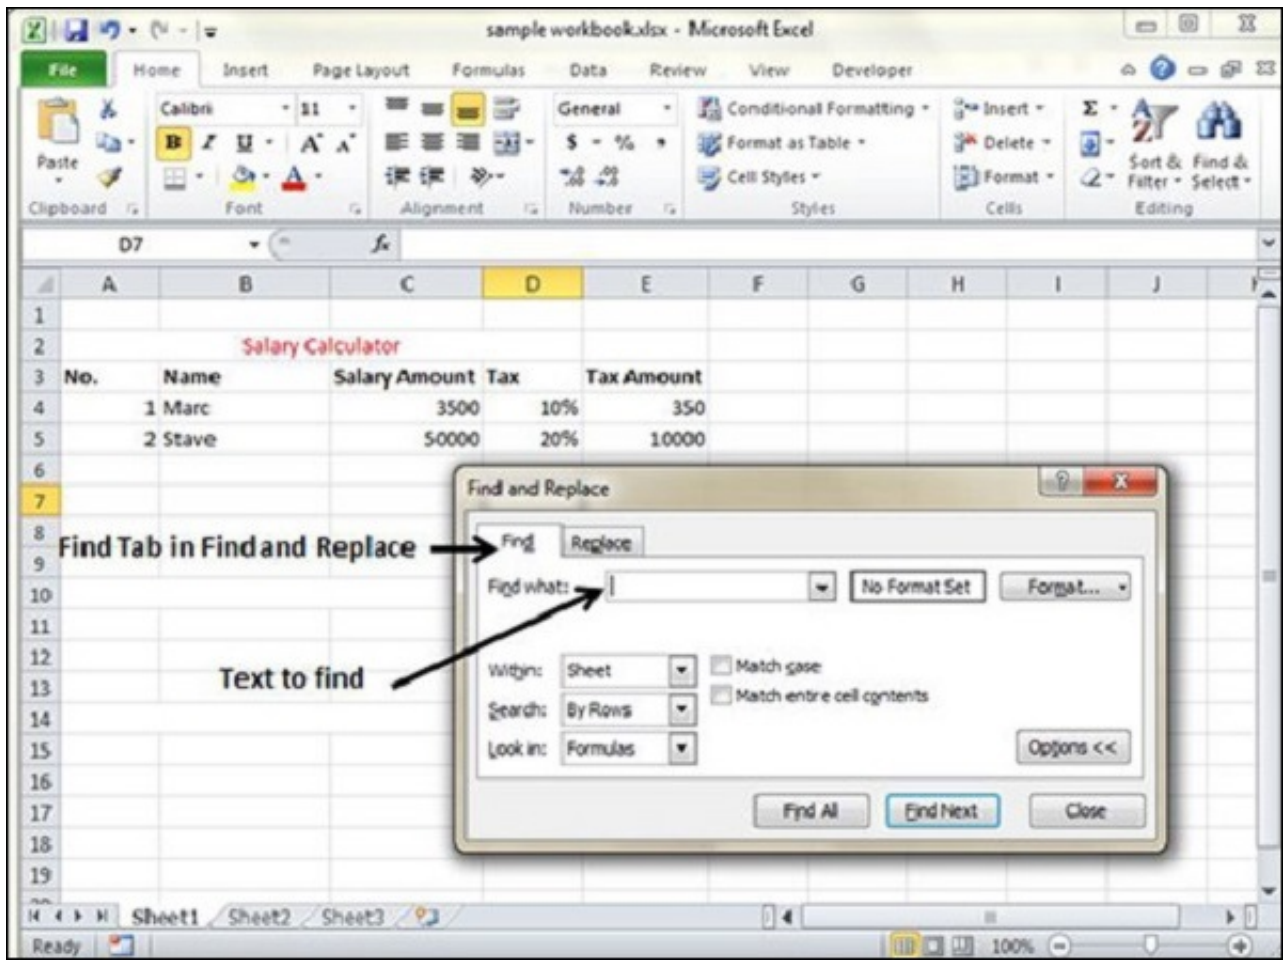 sample workbook.xlsx - Microsoft Excel
File Home Insert Page Layout Formulas Data Review View Developer
Calibri 11 General Conditional Formatting Insert Σ
Paste B I U A A $ % , Format as Table Delete Sort & Filter Find & Select
Cell Styles Format
Clipboard Font Alignment Number Styles Cells Editing
D7 fx
A B C D E F G H I J
1
2 Salary Calculator
3 No. Name Salary Amount Tax Tax Amount
4 1 Marc 3500 10% 350
5 2 Stave 50000 20% 10000
6
7
8
9
10
11
12
13
14
15
16
17
18
19
Find and Replace
Find Tab in Find and Replace
Find Replace
Find what: No Format Set Format...
Text to find
Within: Sheet Match case
Search: By Rows Match entire cell contents
Look in: Formulas Options <<
Find All Find Next Close
Sheet1 Sheet2 Sheet3
Ready 100%